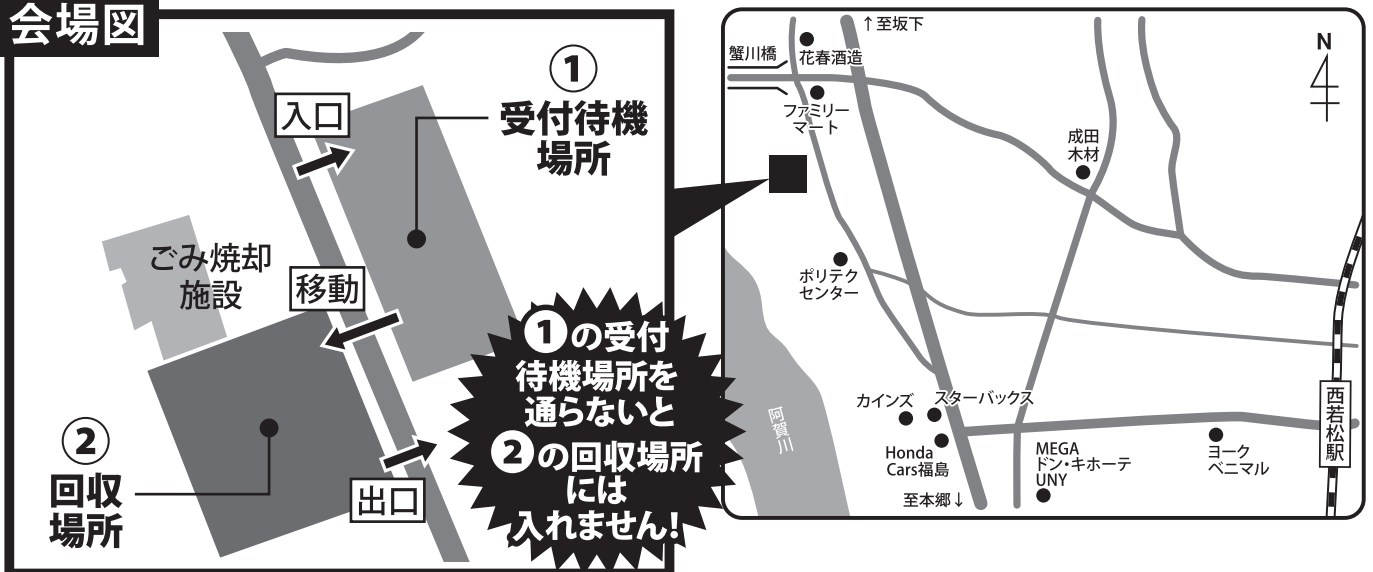 会場図
入口
①
受付待機
場所
ごみ焼却
施設
移動
②
回収
場所
出口
❶の受付
待機場所を
通らないと
❷の回収場所
には
入れません!
↑至坂下
蟹川橋
花春酒造
ファミリー
マート
N
成田
木材
ポリテク
センター
阿賀川
カインズ
スターバックス
Honda
Cars福島
至本郷↓
MEGA
ドン・キホーテ
UNY
ヨーク
ベニマル
西若松駅